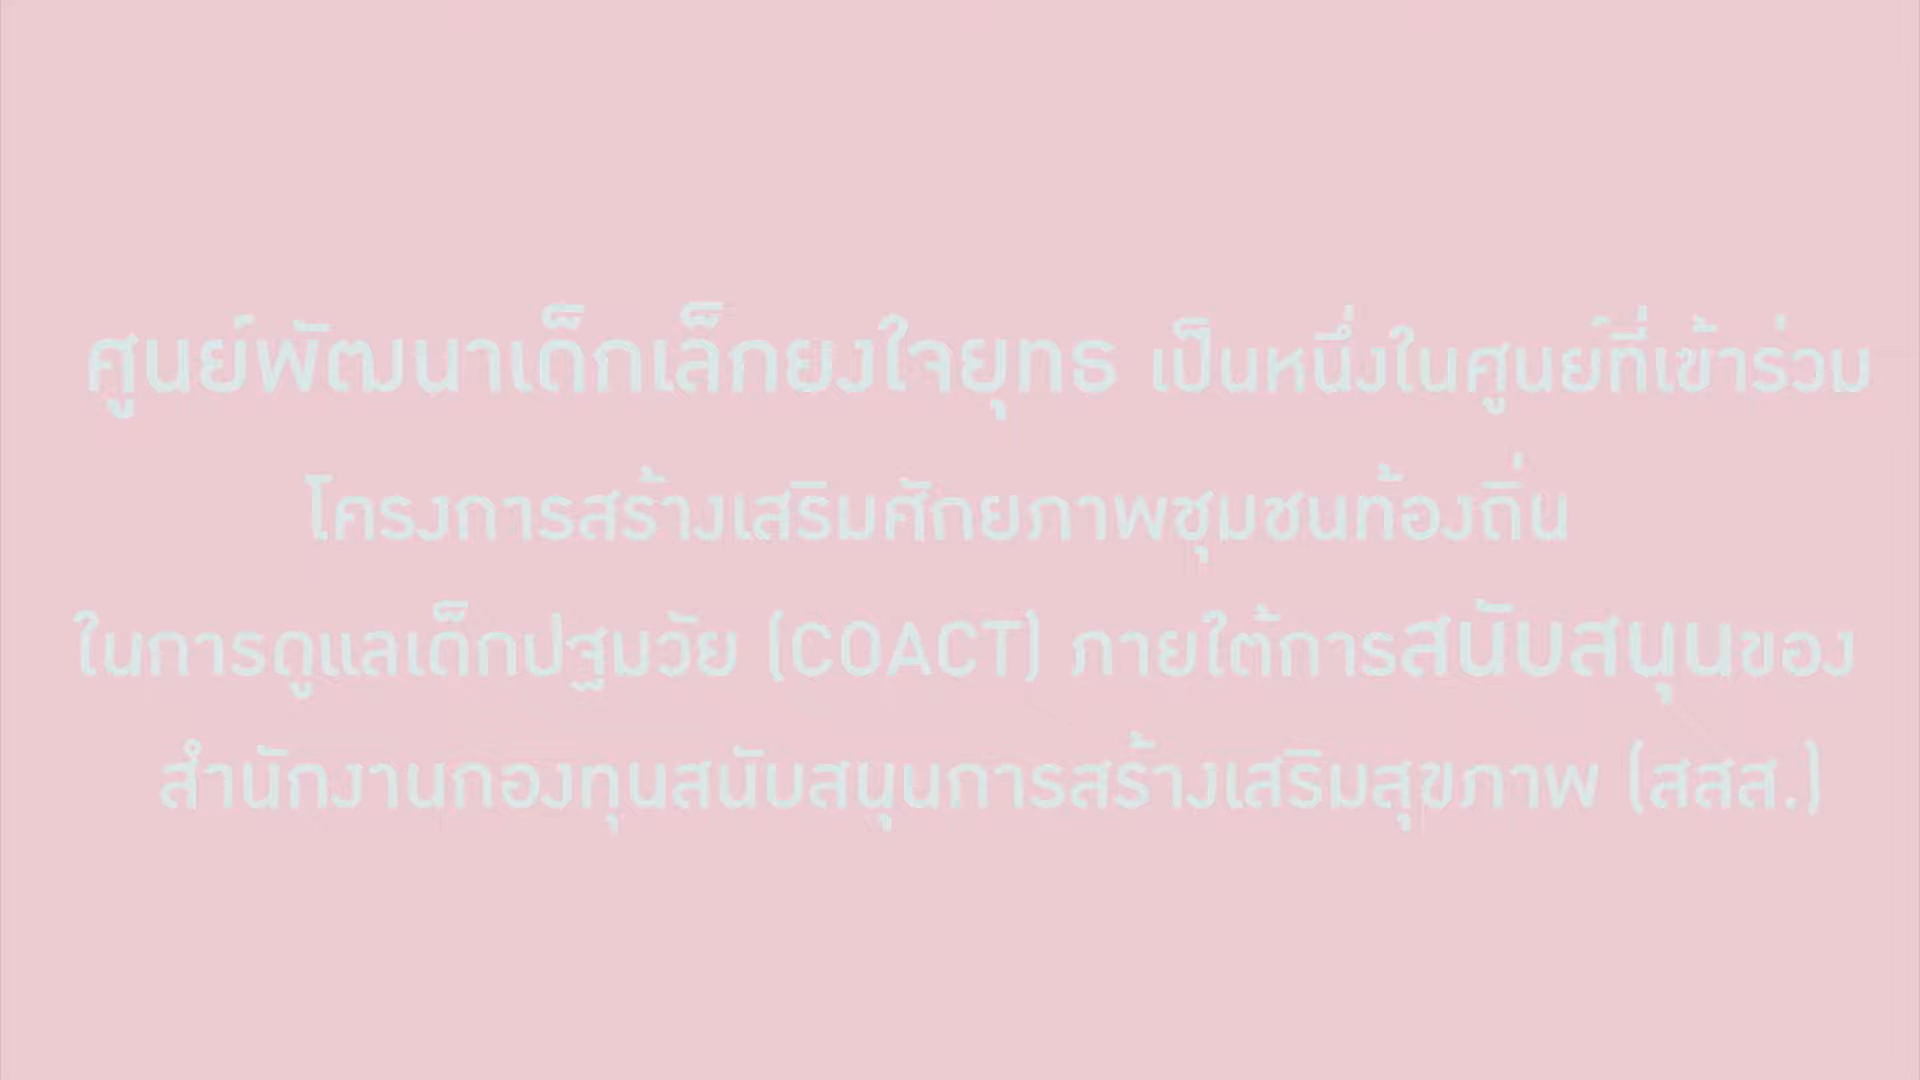 ศูนย์พัฒนาเด็กเล็กยงใจยุทธ เป็นหนึ่งในศูนย์ที่เข้าร่วม
โครงการสร้างเสริมศักยภาพชุมชนท้องถิ่น
ในการดูแลเด็กปฐมวัย (COACT) ภายใต้การสนับสนุนของ
สำนักงานกองทุนสนับสนุนการสร้างเสริมสุขภาพ (สสส.)